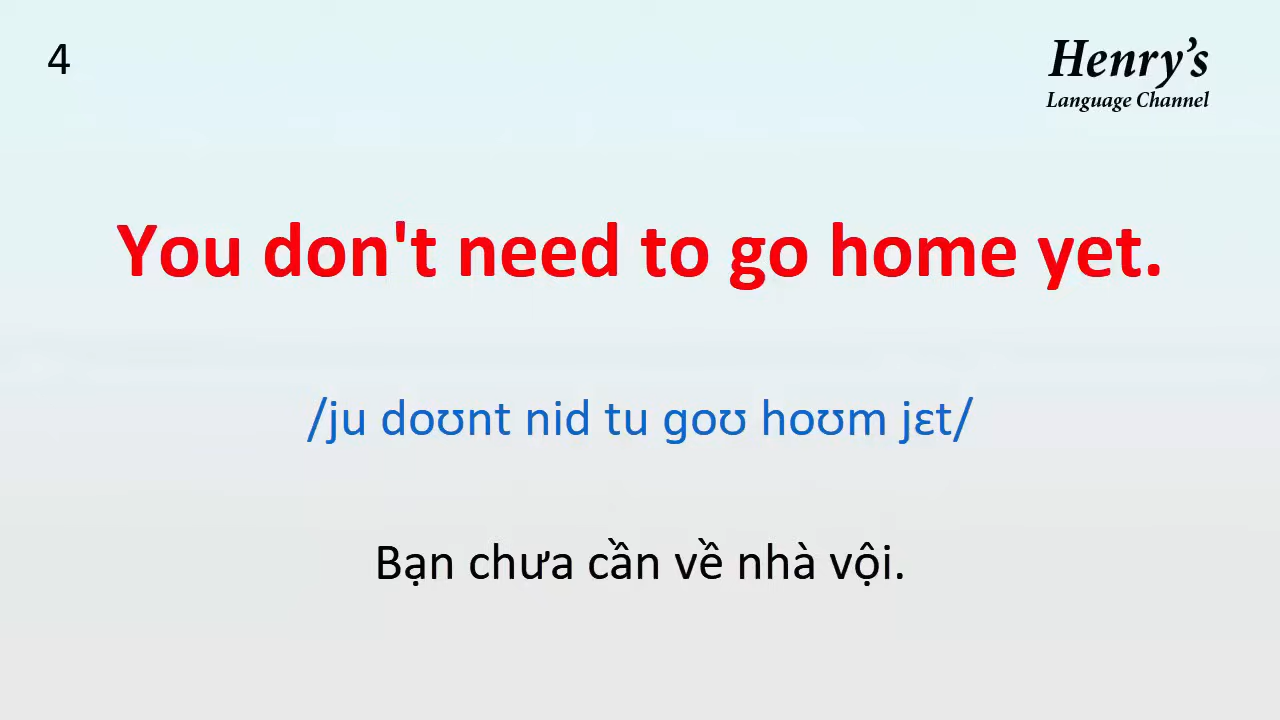 4
Henry’s
Language Channel
You don't need to go home yet.
/ju doʊnt nid tu goʊ hoʊm jɛt/
Bạn chưa cần về nhà vội.